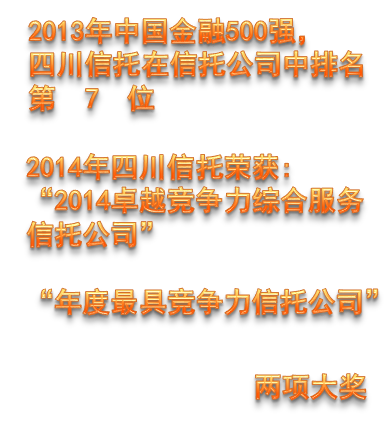 2013年中国金融500强，
四川信托在信托公司中排名
第 7 位
2014年四川信托荣获：
“2014卓越竞争力综合服务
信托公司”
“年度最具竞争力信托公司”
两项大奖